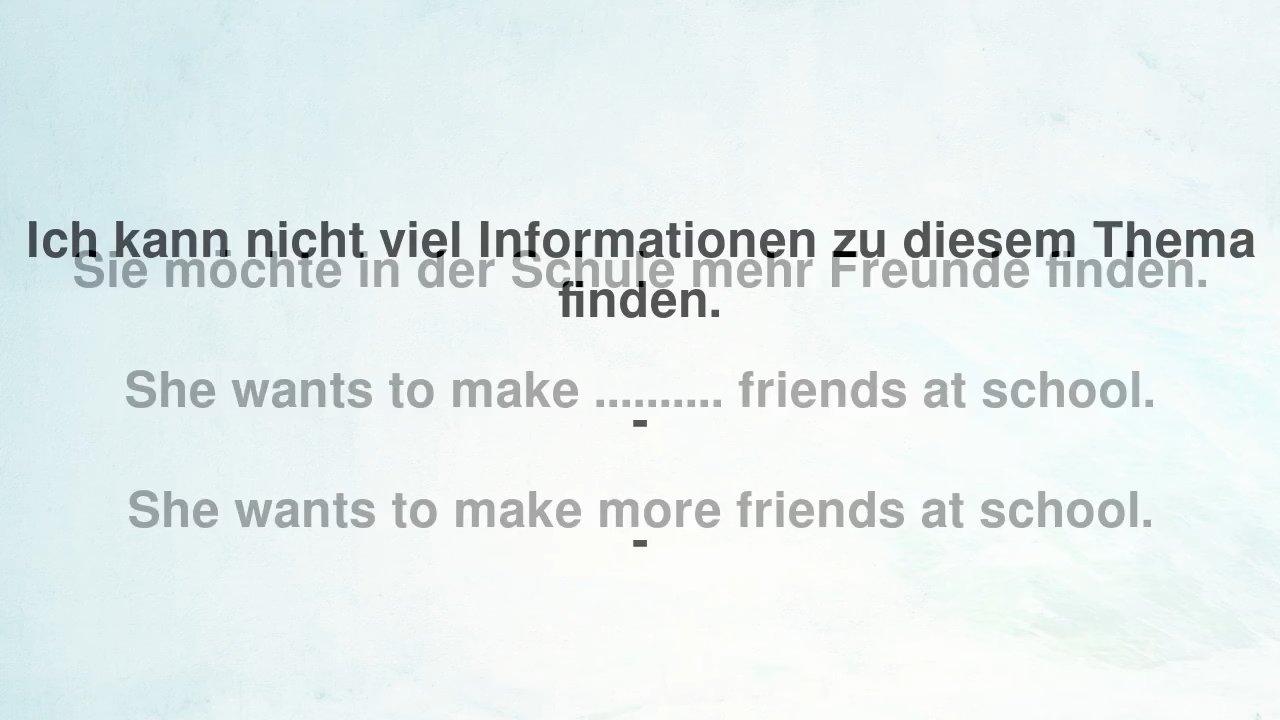 Ich kann nicht viel Informationen zu diesem Thema
Sie möchte in der Schule mehr Freunde finden.
finden.
She wants to make .......... friends at school.
-
She wants to make more friends at school.
-